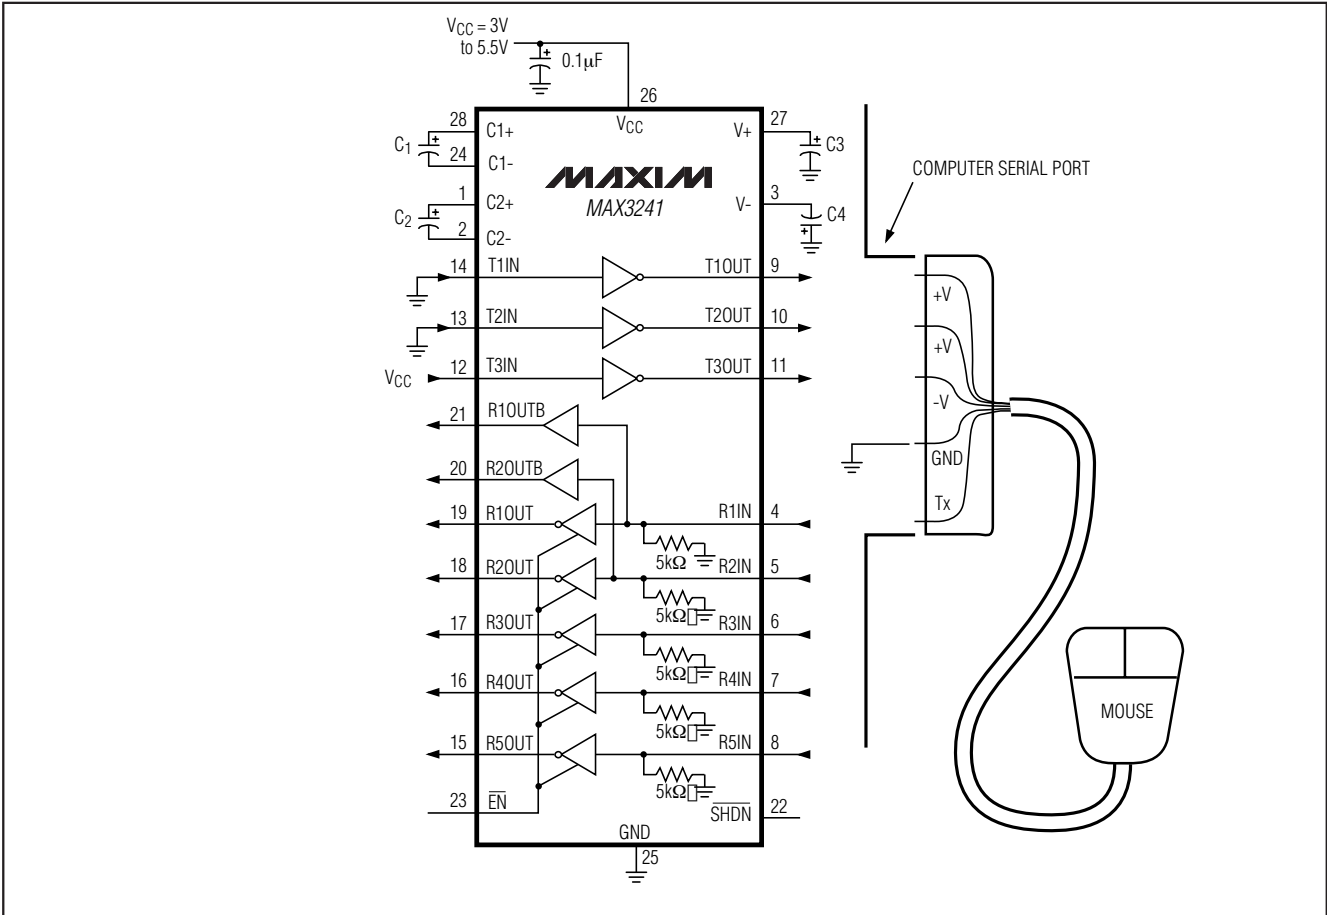 VCC = 3V
to 5.5V
0.1µF
26
VCC
28
C1+
C1
24
C1-
1
C2+
C2
2
C2-
V+
27
C3
V-
3
C4
MAXIM
MAX3241
COMPUTER SERIAL PORT
14
T1IN
T1OUT
9
13
T2IN
T2OUT
10
VCC
12
T3IN
T3OUT
11
21
R1OUTB
20
R2OUTB
19
R1OUT
R1IN
4
5kΩ
18
R2OUT
R2IN
5
5kΩ
17
R3OUT
R3IN
6
5kΩ
16
R4OUT
R4IN
7
5kΩ
15
R5OUT
R5IN
8
5kΩ
23
EN
SHDN
22
GND
25
+V
+V
-V
GND
Tx
MOUSE